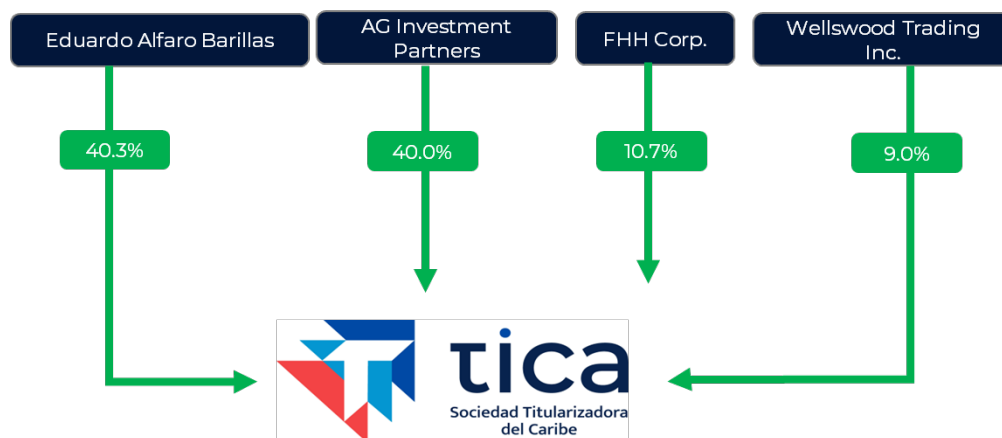 Eduardo Alfaro Barillas
AG Investment
Partners
FHH Corp.
Wellswood Trading
Inc.
40.3%
40.0%
10.7%
9.0%
tica
Sociedad Titularizadora
del Caribe